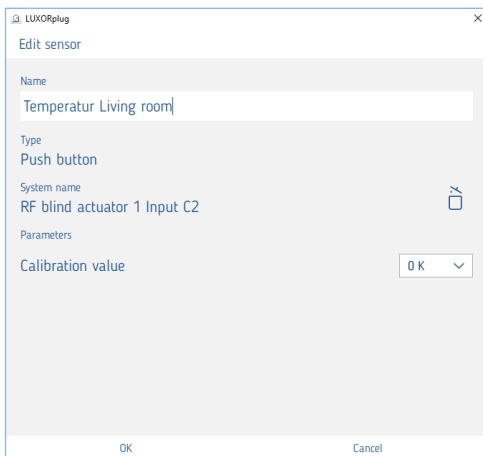 LUXORplug
Edit sensor
Name
Temperatur Living room
Type
Push button
System name
RF blind actuator 1 Input C2
Parameters
Calibration value
0 K
OK
Cancel